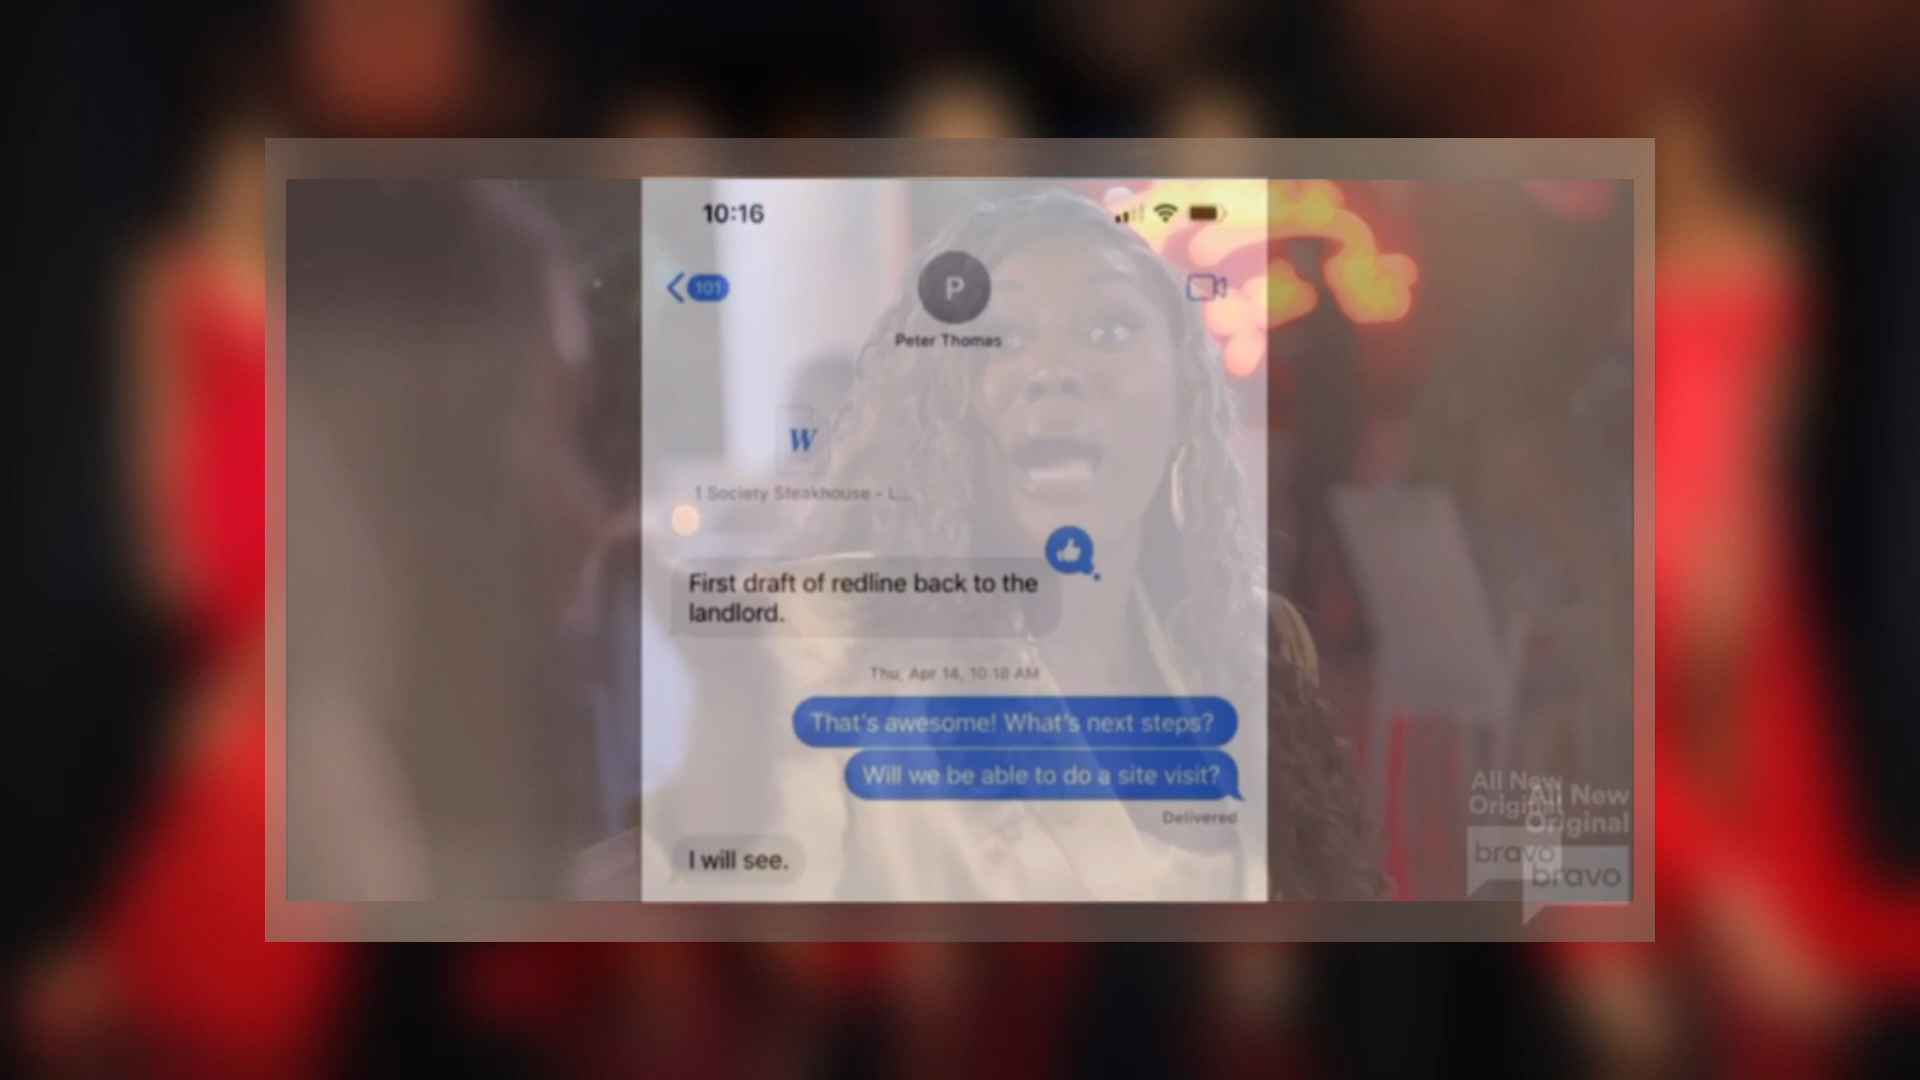 10:16
101
P
Peter Thomas
W
1 Society Steakhouse - L...
First draft of redline back to the
landlord.
Thu, Apr 14, 10:18 AM
That's awesome! What's next steps?
Will we be able to do a site visit?
Delivered
I will see.
All New
Original
bravo
All New
Original
bravo